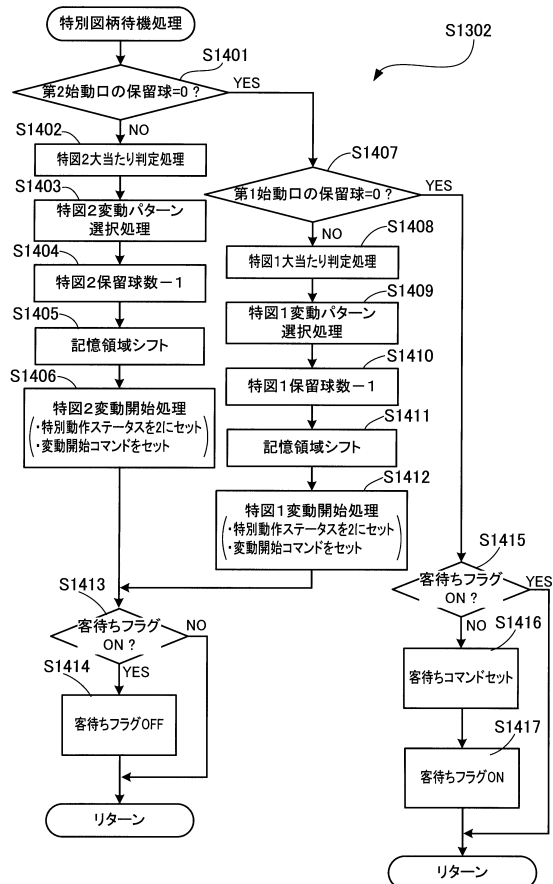 特別図柄待機処理
S1302
S1401
第2始動口の保留球=0？
YES
NO
S1402
特図2大当たり判定処理
S1403
特図2変動パターン
選択処理
S1404
特図2保留球数−1
S1405
記憶領域シフト
S1406
特図2変動開始処理
・特別動作ステータスを2にセット
・変動開始コマンドをセット
S1407
第1始動口の保留球=0？
YES
NO
S1408
特図1大当たり判定処理
S1409
特図1変動パターン
選択処理
S1410
特図1保留球数−1
S1411
記憶領域シフト
S1412
特図1変動開始処理
・特別動作ステータスを2にセット
・変動開始コマンドをセット
S1413
客待ちフラグ
ON？
NO
YES
S1414
客待ちフラグOFF
リターン
S1415
客待ちフラグ
ON？
YES
NO
S1416
客待ちコマンドセット
S1417
客待ちフラグON
リターン